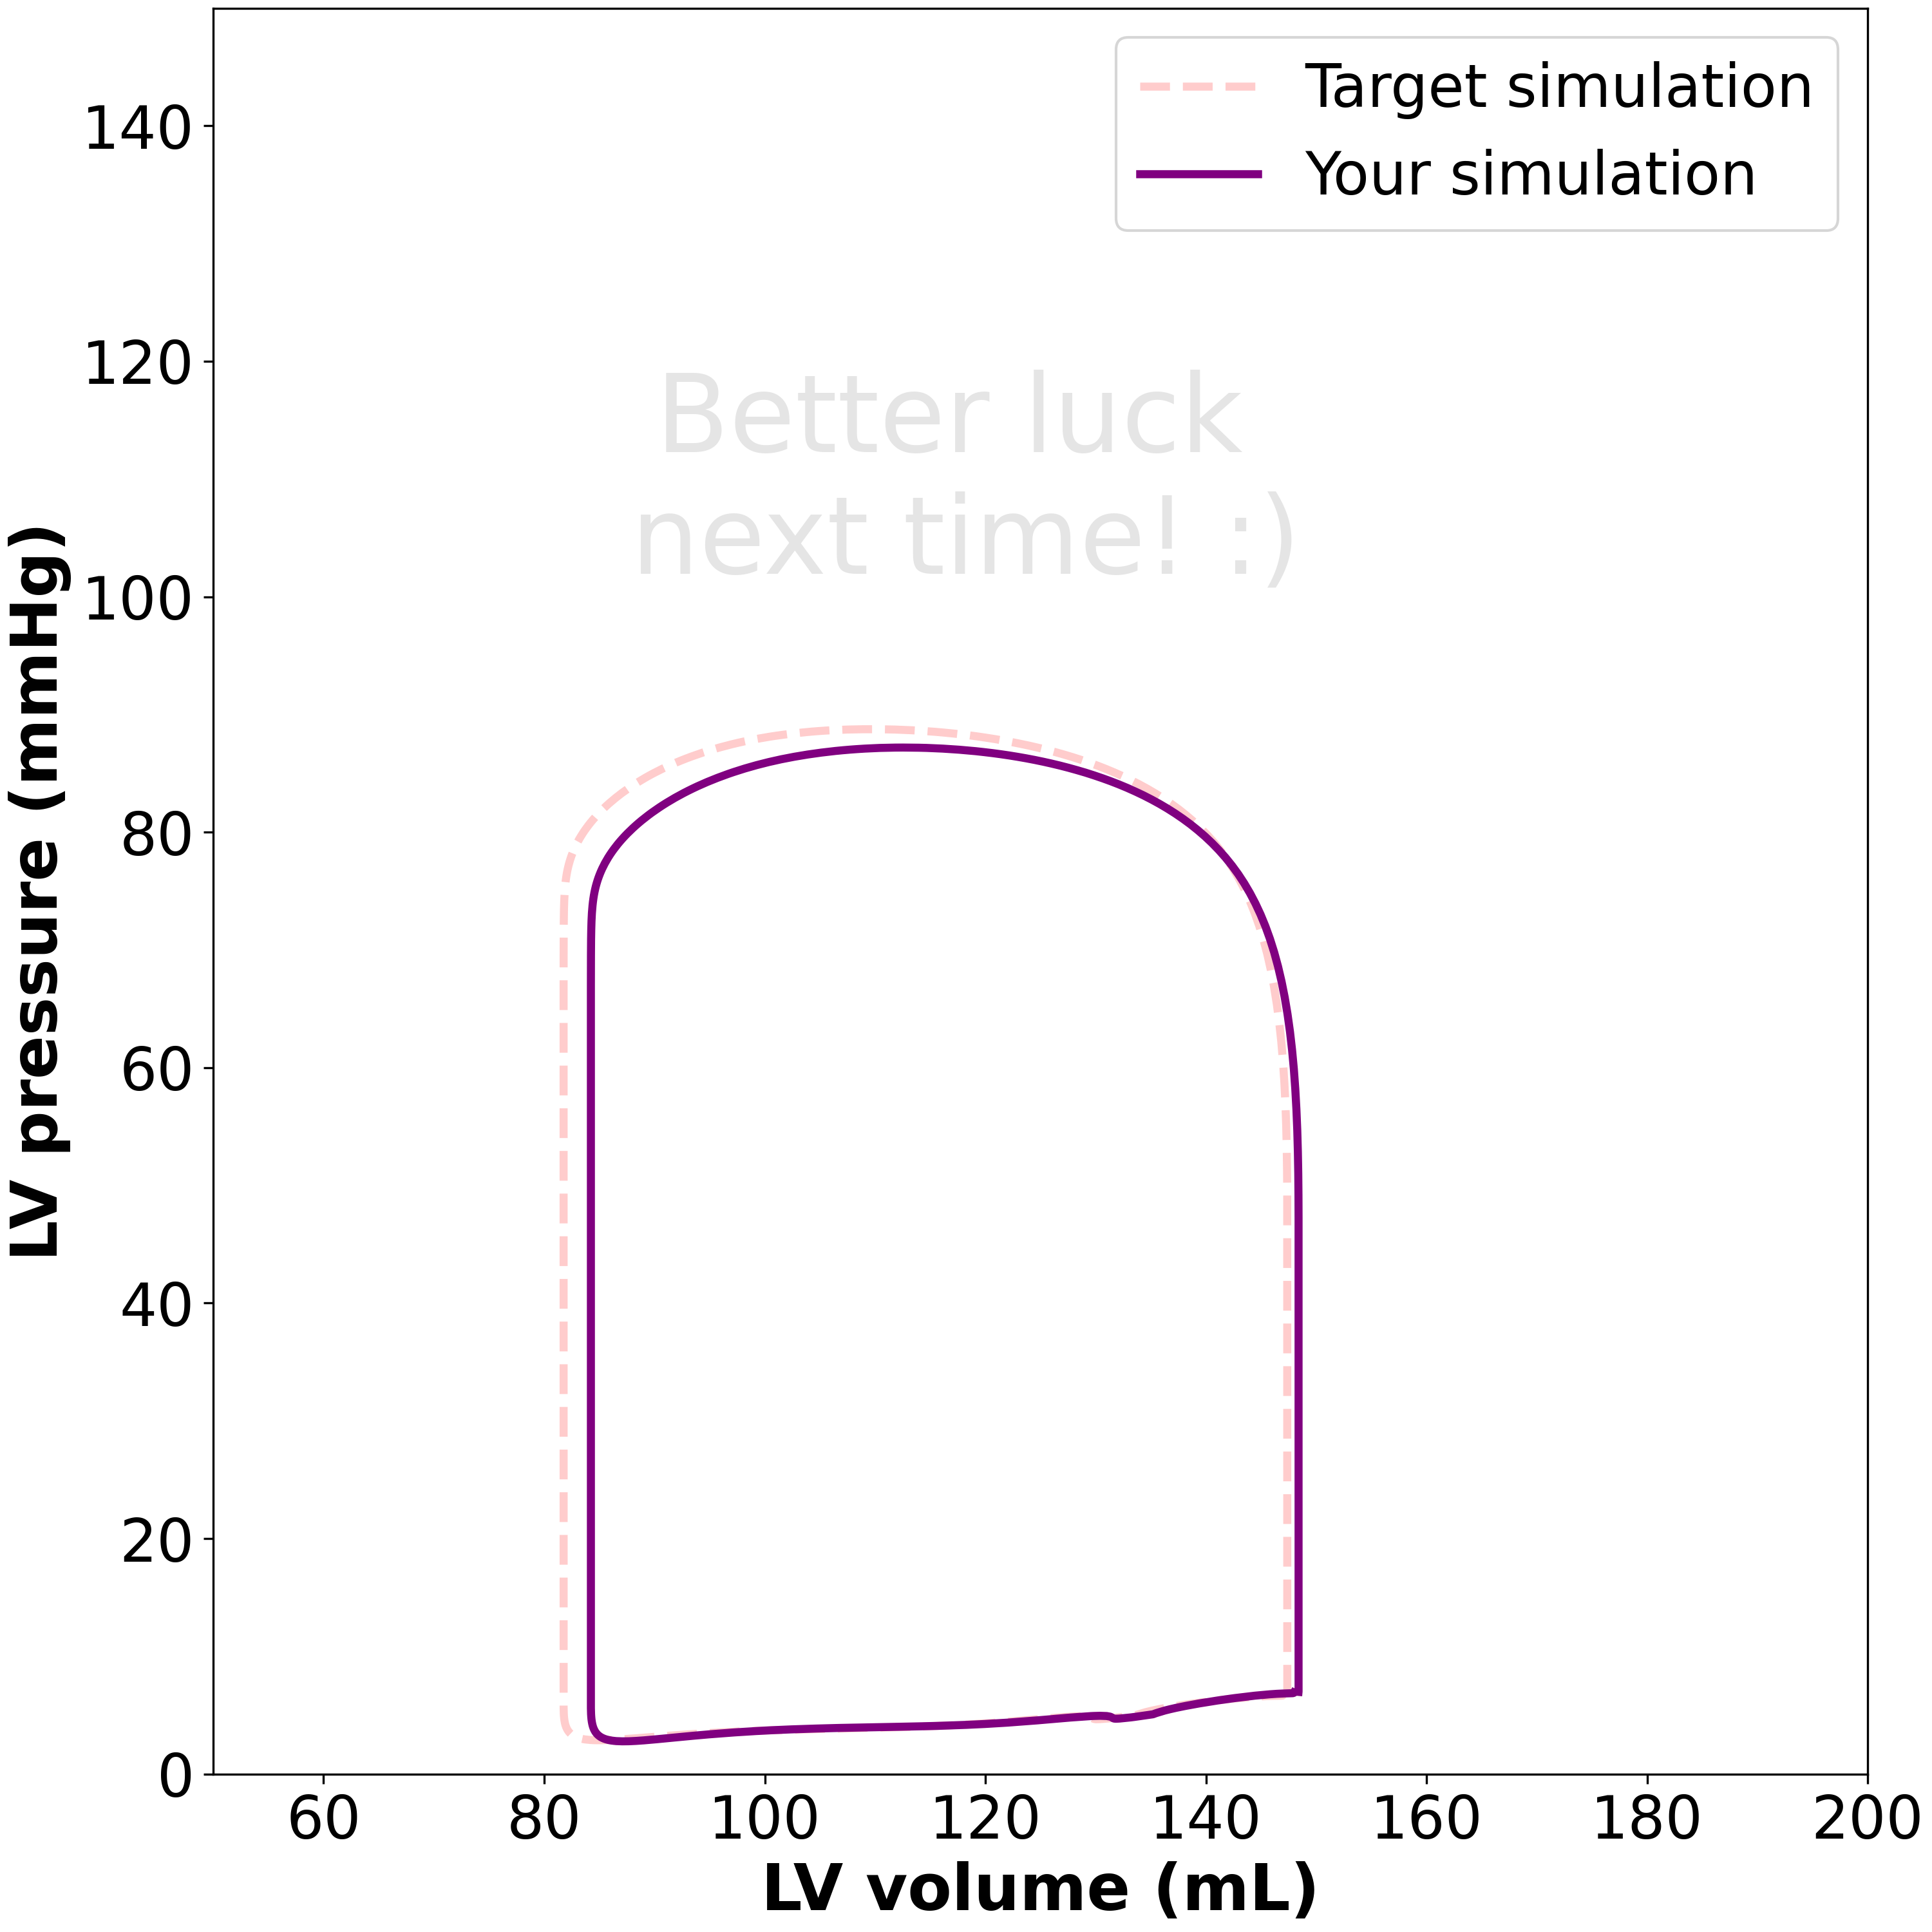 Target simulation
Your simulation
Better luck
next time! :)
LV pressure (mmHg)
140
120
100
80
60
40
20
0
60 80 100 120 140 160 180 200
LV volume (mL)